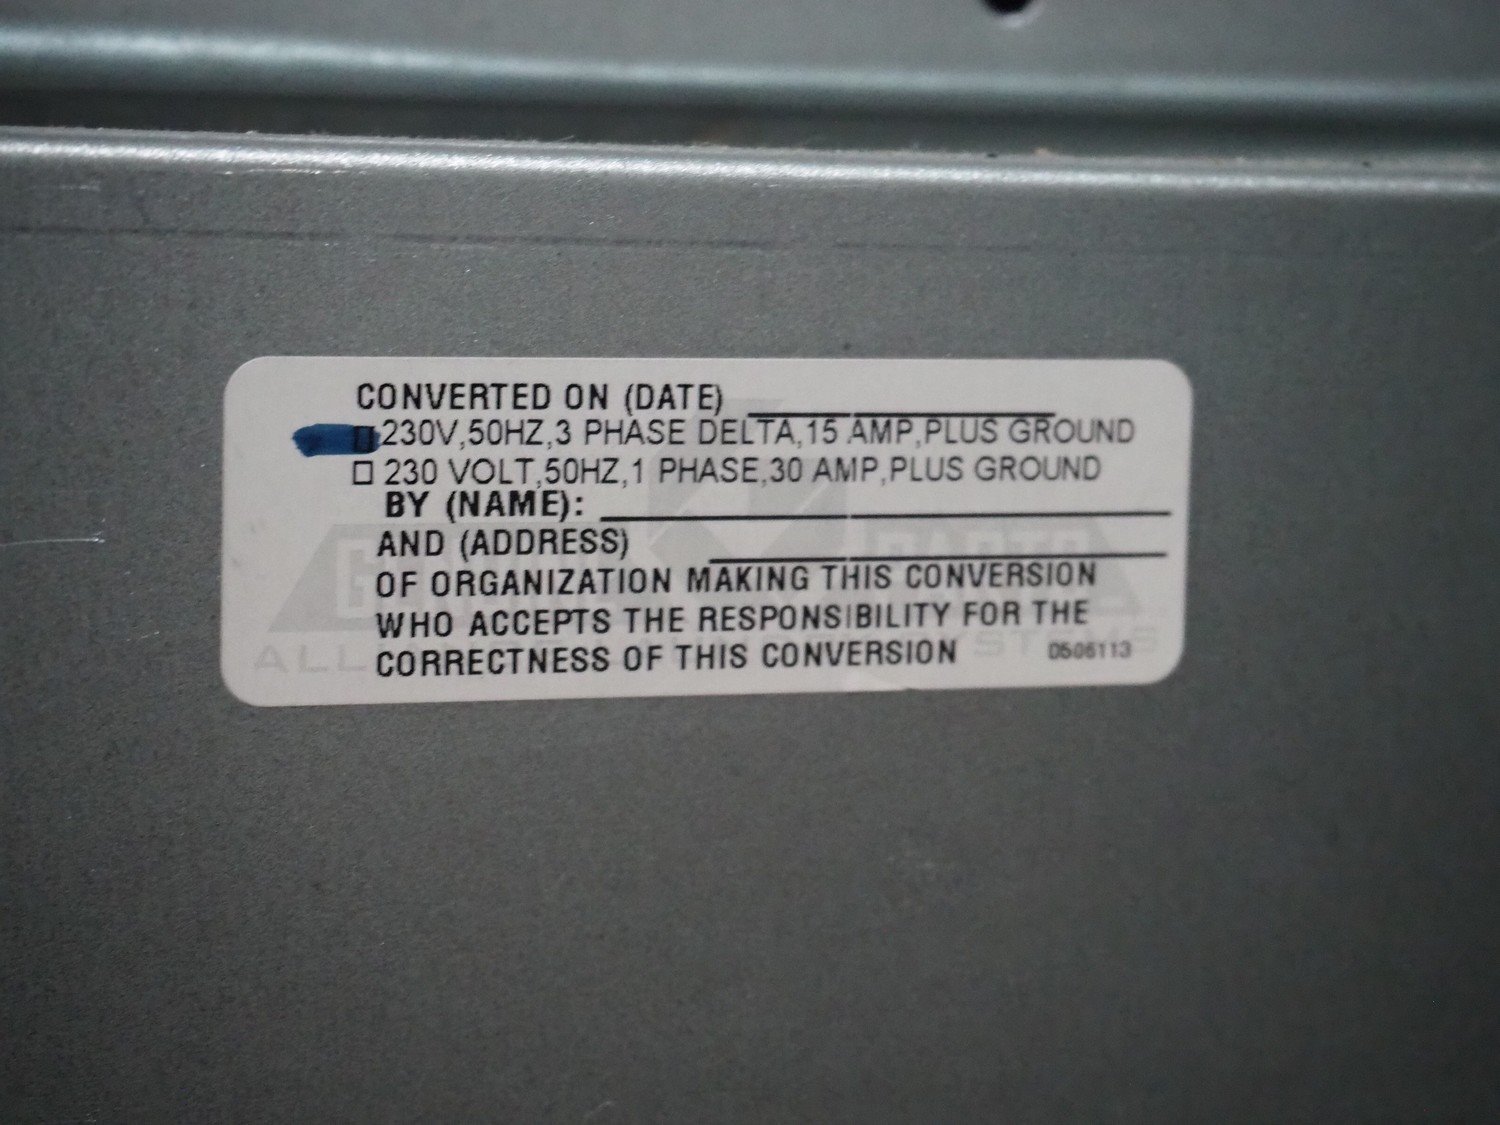 CONVERTED ON (DATE)
230V,50HZ,3 PHASE DELTA,15 AMP,PLUS GROUND
230 VOLT,50HZ,1 PHASE,30 AMP,PLUS GROUND
BY (NAME):
AND (ADDRESS)
OF ORGANIZATION MAKING THIS CONVERSION
WHO ACCEPTS THE RESPONSIBILITY FOR THE
CORRECTNESS OF THIS CONVERSION D506113